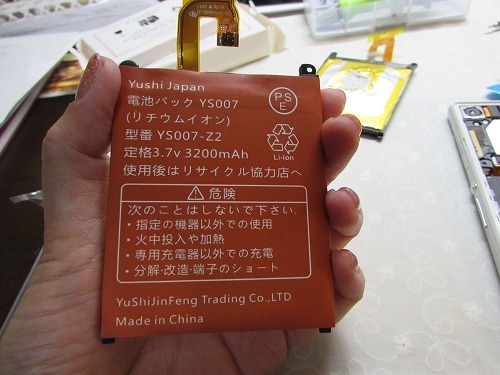 Yushi Japan
電池パック YS007
(リチウムイオン)
型番 YS007-Z2
定格3.7v 3200mAh
使用後はリサイクル協力店へ
PS
E
Li-ion
危険
次のことはしないで下さい.
・指定の機器以外での使用
・火中投入や加熱
・専用充電器以外での充電
・分解・改造・端子のショート
YuShiJinFeng Trading Co.,LTD
Made in China